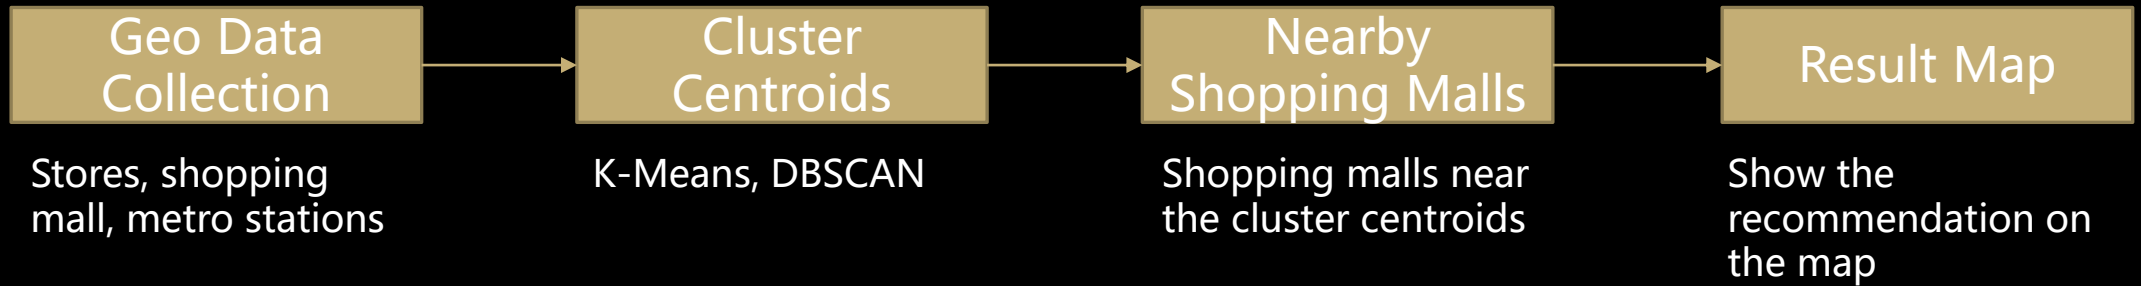 Geo Data
Collection
Cluster
Centroids
Nearby
Shopping Malls
Result Map
Stores, shopping
mall, metro stations
K-Means, DBSCAN
Shopping malls near
the cluster centroids
Show the
recommendation on
the map